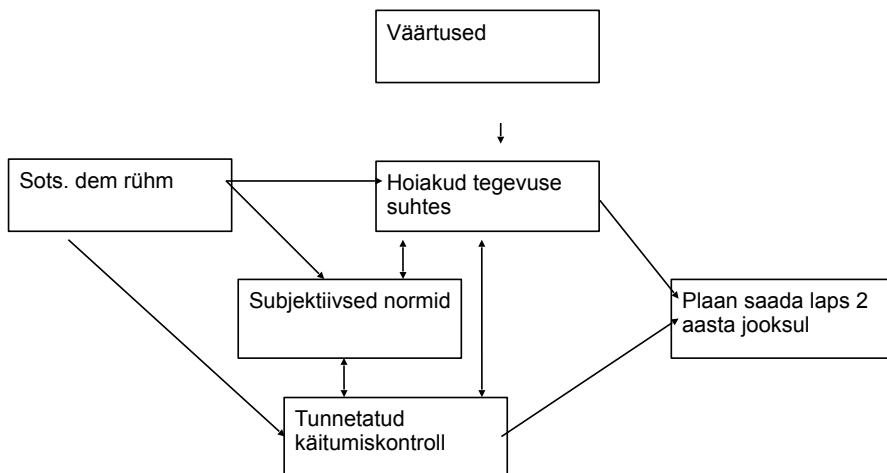 Väärtused
Sots. dem rühm
Hoiakud tegevuse
suhtes
Subjektiivsed normid
Plaan saada laps 2
aasta jooksul
Tunnetatud
käitumiskontroll